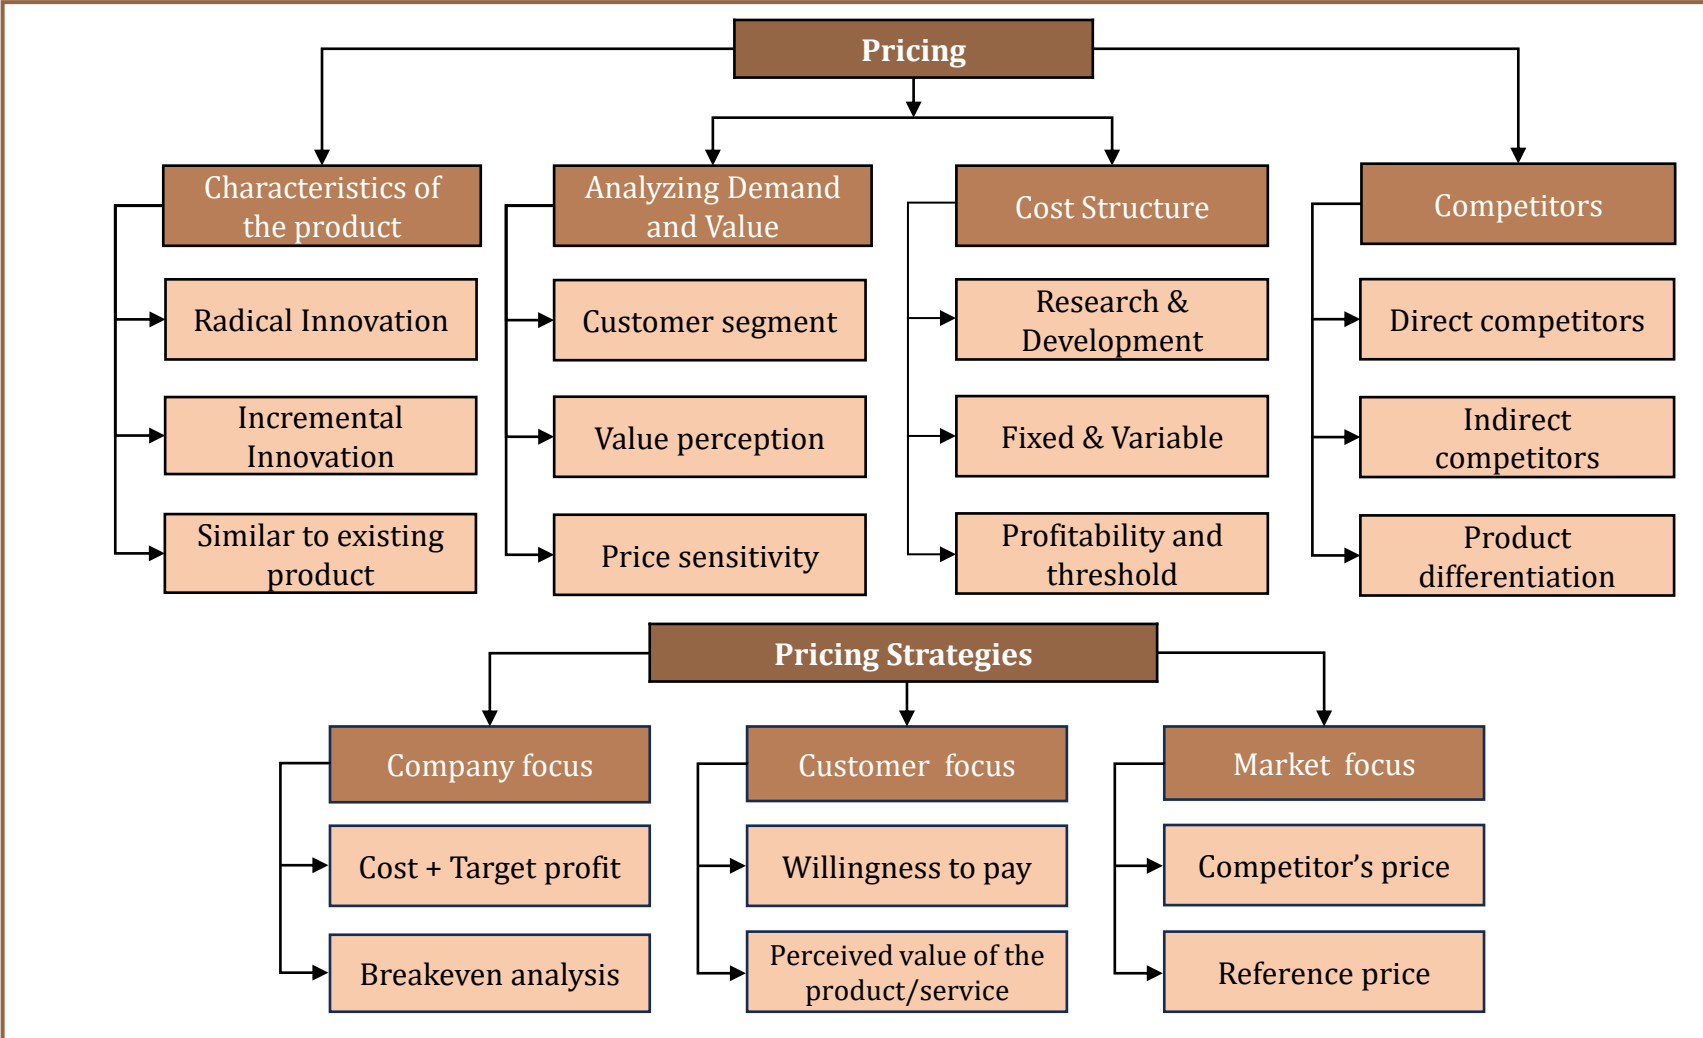 Pricing
Characteristics of
the product
Radical Innovation
Incremental
Innovation
Similar to existing
product
Analyzing Demand
and Value
Customer segment
Value perception
Price sensitivity
Cost Structure
Research &
Development
Fixed & Variable
Profitability and
threshold
Competitors
Direct competitors
Indirect
competitors
Product
differentiation
Pricing Strategies
Company focus
Cost + Target profit
Breakeven analysis
Customer focus
Willingness to pay
Perceived value of the
product/service
Market focus
Competitor’s price
Reference price